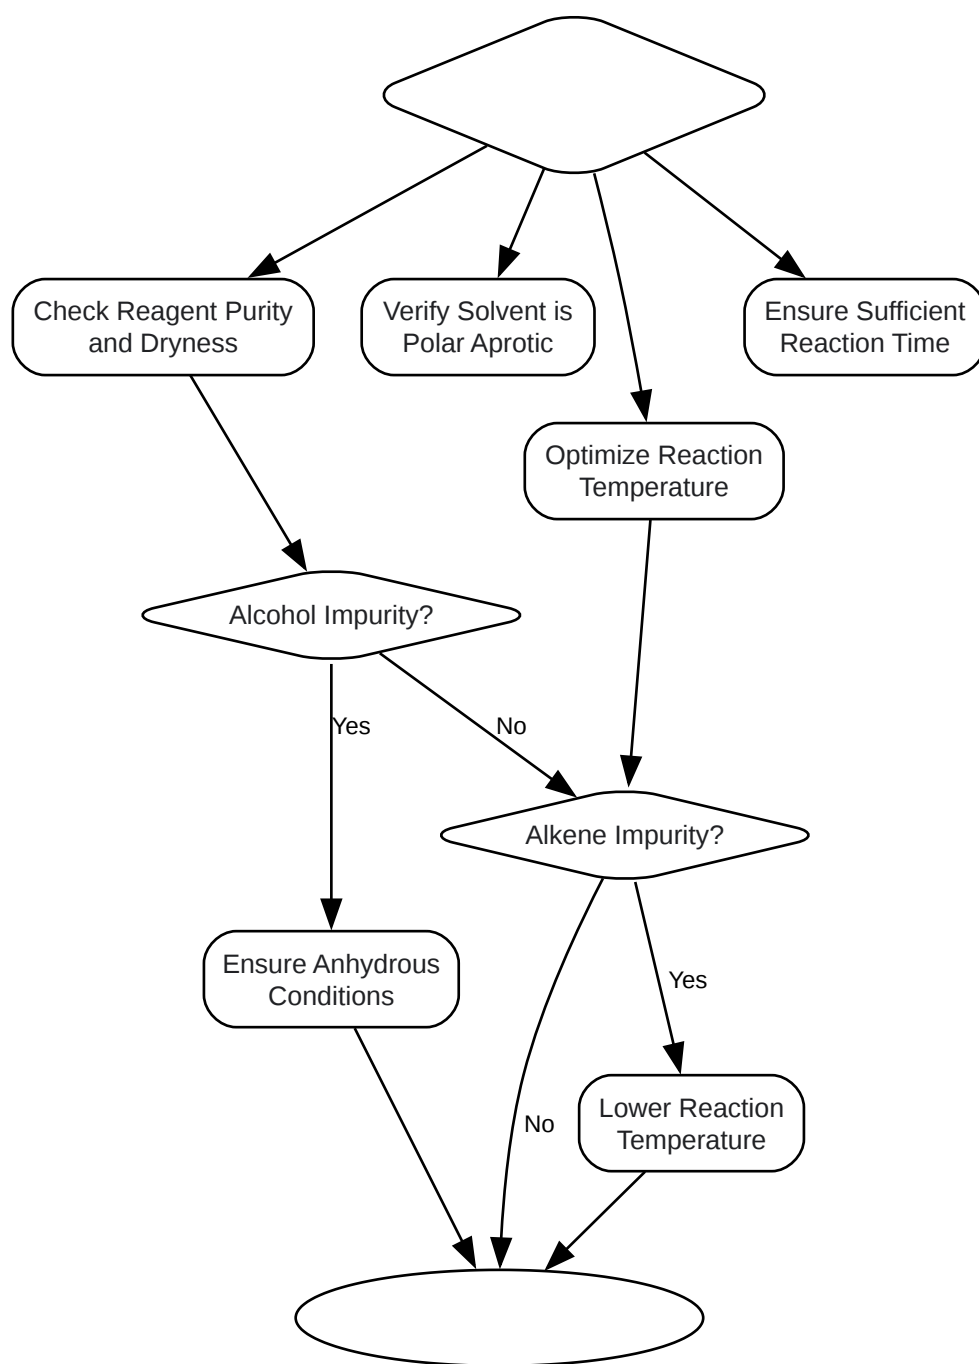 Check Reagent Purity
and Dryness
Verify Solvent is
Polar Aprotic
Ensure Sufficient
Reaction Time
Optimize Reaction
Temperature
Alcohol Impurity?
Yes
No
Alkene Impurity?
Ensure Anhydrous
Conditions
Yes
Lower Reaction
Temperature
No